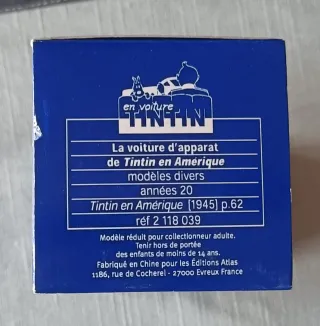 en voiture
TINTIN
La voiture d'apparat
de Tintin en Amérique
modèles divers
années 20
Tintin en Amérique [1945] p.62
réf 2 118 039
Modèle réduit pour collectionneur adulte.
Tenir hors de portée
des enfants de moins de 14 ans.
Fabriqué en Chine pour les Éditions Atlas
1186, rue de Cocherel - 27000 Evreux France